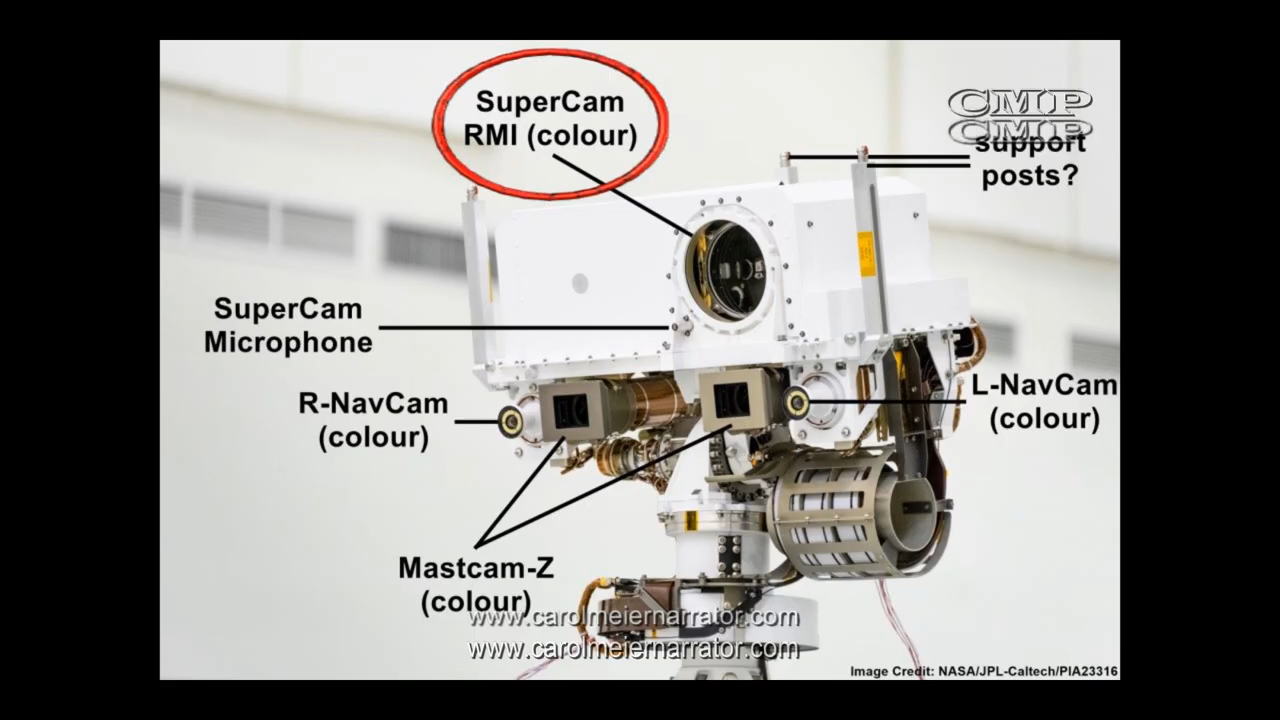 SuperCam
RMI (colour)
CMP
CMP
support
posts?
SuperCam
Microphone
R-NavCam
(colour)
L-NavCam
(colour)
Mastcam-Z
(colour)
www.carolmeiernarrator.com
www.carolmeiernarrator.com
Image Credit: NASA/JPL-Caltech/PIA23316